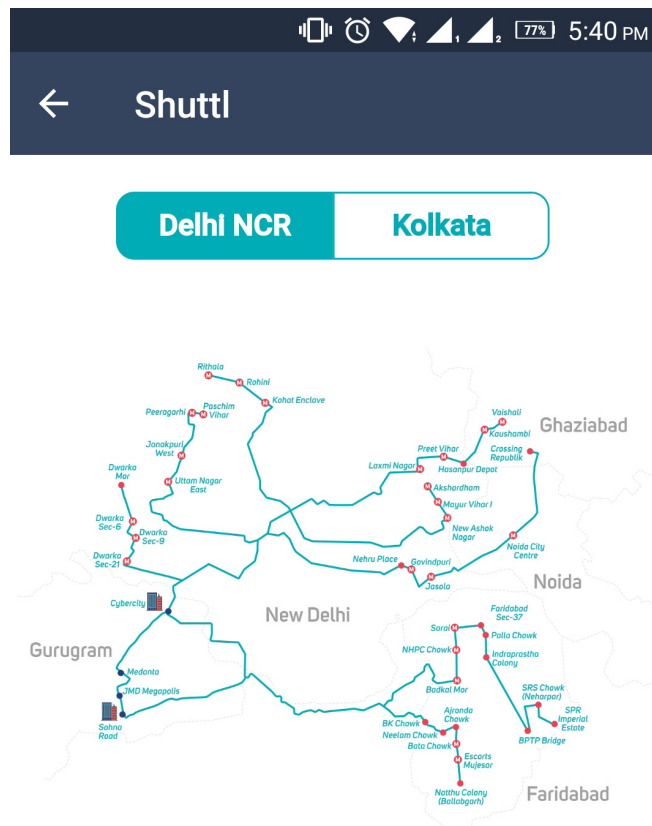 77%
5:40 PM
Shuttl
Delhi NCR
Kolkata
Rithala
Rohini
Kohat Enclave
Peeragarhi
Paschim
Vihar
Janakpuri
West
Uttam Nagar
East
Dwarka
Mor
Dwarka
Sec-6
Dwarka
Sec-9
Dwarka
Sec-21
Vaishali
Kaushambi
Ghaziabad
Preet Vihar
Crossing
Republik
Laxmi Nagar
Hasanpur Depot
Akshardham
Mayur Vihar I
New Ashok
Nagar
Noida City
Centre
Nehru Place
Govindpuri
Jasola
Noida
Cybercity
New Delhi
Gurugram
Medanta
JMD Megapolis
Sohna
Road
Faridabad
Sec-37
Sarai
Palla Chowk
NHPC Chowk
Indraprastha
Colony
Badkal Mor
SRS Chowk
(Neharpar)
SPR
Imperial
Estate
BPTP Bridge
BK Chowk
Ajronda
Chowk
Neelam Chowk
Bata Chowk
Escorts
Mujesar
Natthu Colony
(Ballabgarh)
Faridabad